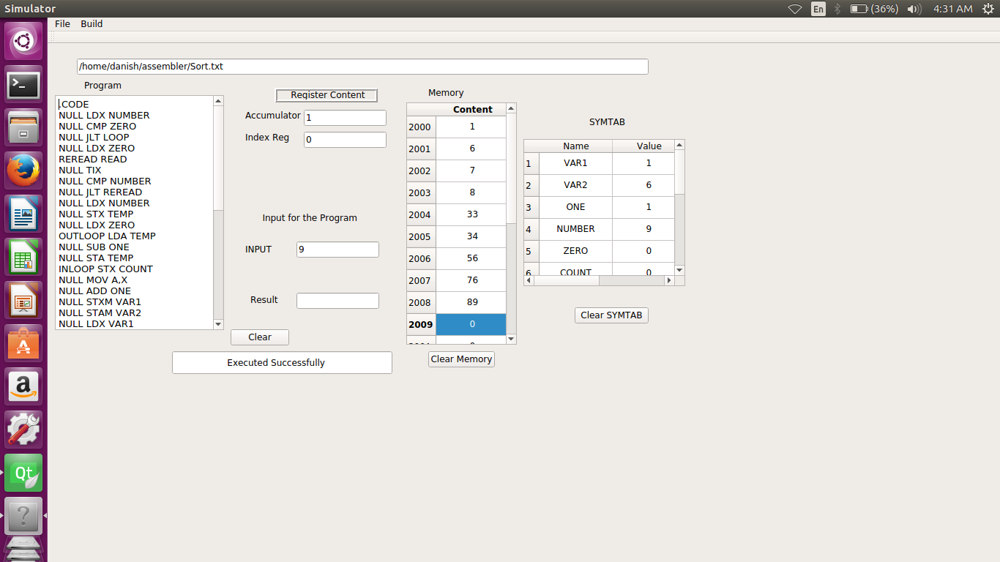 Simulator
En
(36%)
4:31 AM
File Build
/home/danish/assembler/Sort.txt
Program
.CODE
NULL LDX NUMBER
NULL CMP ZERO
NULL JLT LOOP
NULL LDX ZERO
REREAD READ
NULL TIX
NULL CMP NUMBER
NULL JLT REREAD
NULL LDX NUMBER
NULL STX TEMP
NULL LDX ZERO
OUTLOOP LDA TEMP
NULL SUB ONE
NULL STA TEMP
INLOOP STX COUNT
NULL MOV A,X
NULL ADD ONE
NULL STXM VAR1
NULL STAM VAR2
NULL LDX VAR1
Register Content
Accumulator 1
Index Reg 0
Input for the Program
INPUT 9
Result
Clear
Executed Successfully
Memory
Content
2000 1
2001 6
2002 7
2003 8
2004 33
2005 34
2006 56
2007 76
2008 89
2009 0
Clear Memory
SYMTAB
Name Value
1 VAR1 1
2 VAR2 6
3 ONE 1
4 NUMBER 9
5 ZERO 0
6 COUNT 0
Clear SYMTAB
a
Qt
?